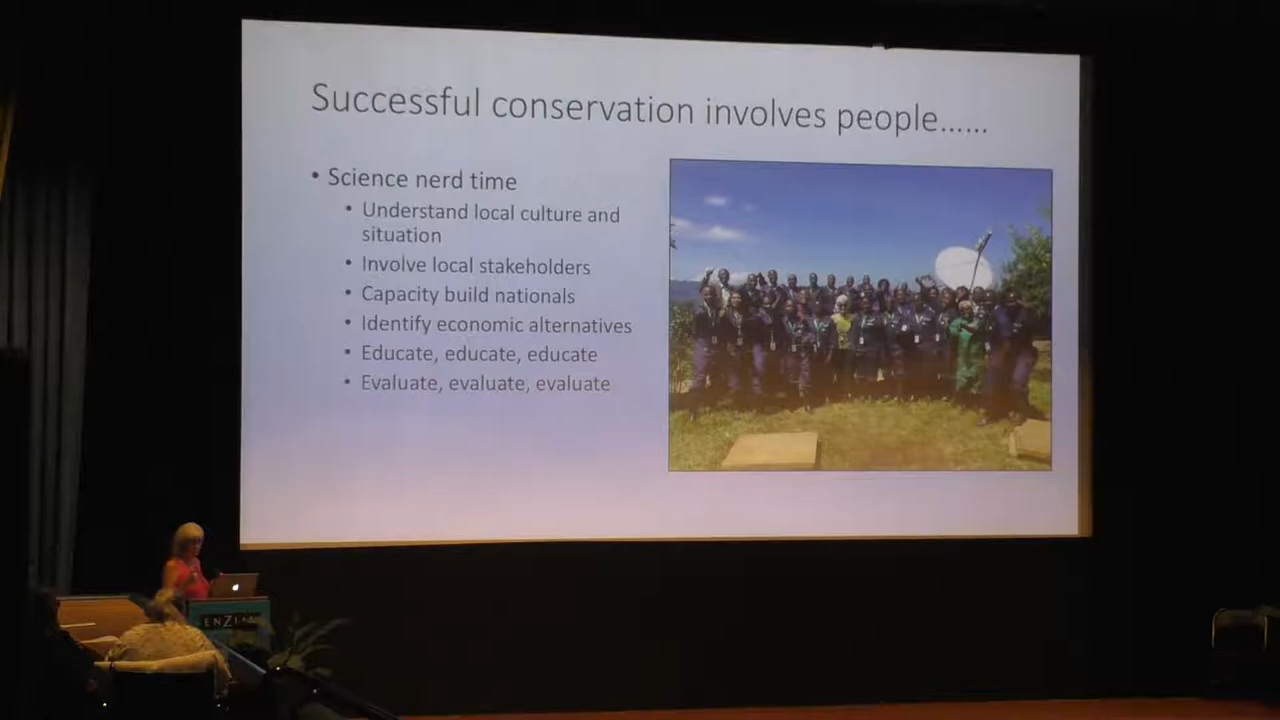 Successful conservation involves people......
• Science nerd time
• Understand local culture and
situation
• Involve local stakeholders
• Capacity build nationals
• Identify economic alternatives
• Educate, educate, educate
• Evaluate, evaluate, evaluate